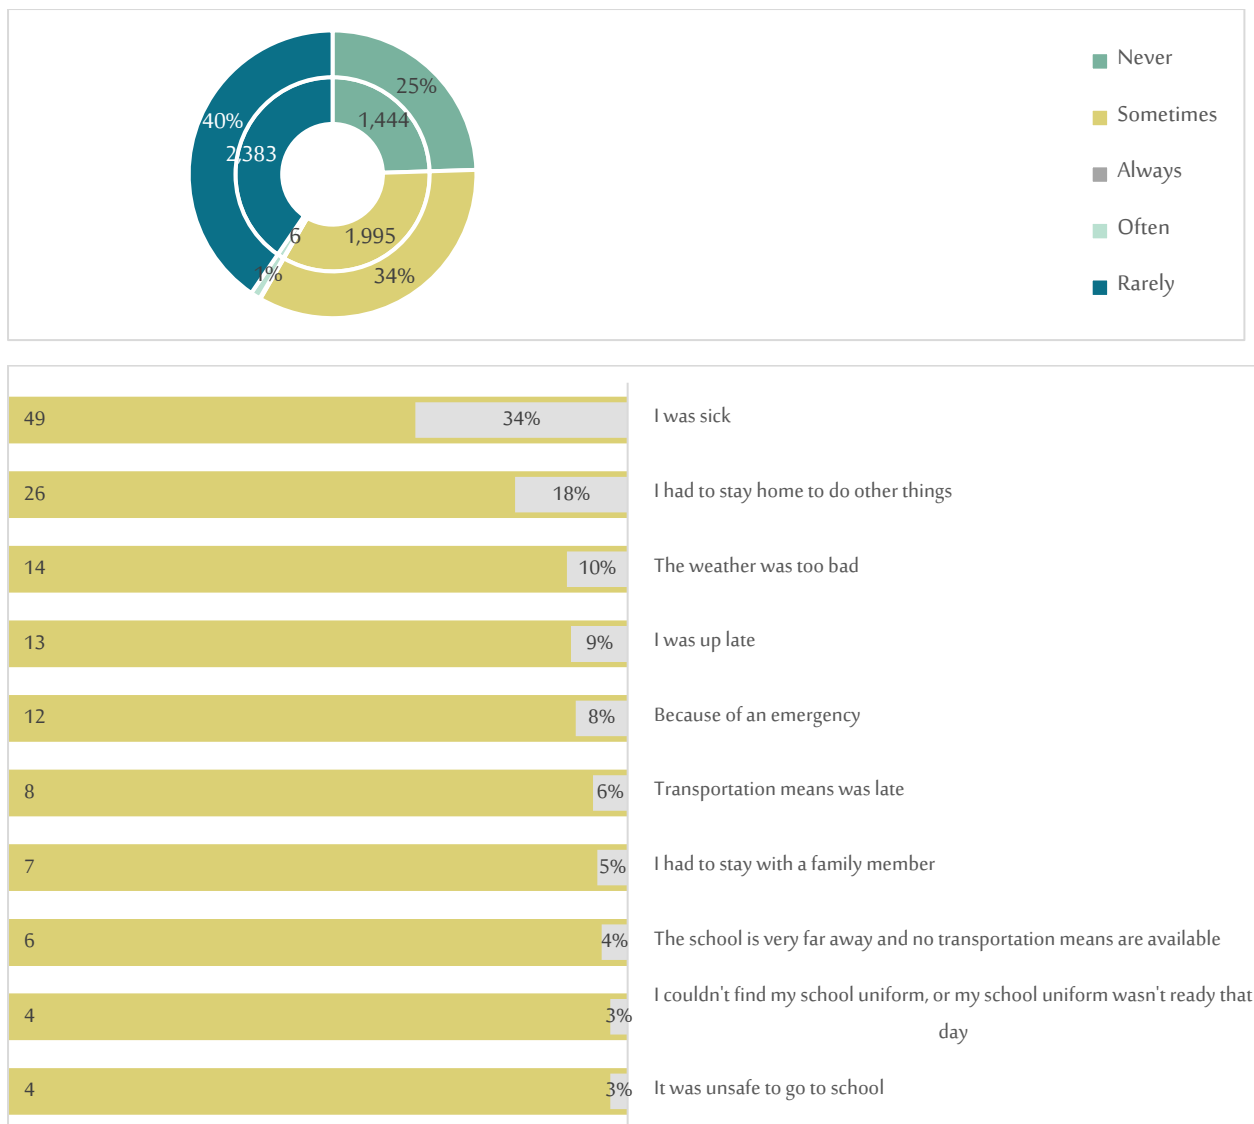 25%
1,444
40%
2,383
6
1,995
1%
34%
Never
Sometimes
Always
Often
Rarely
49 34% I was sick
26 18% I had to stay home to do other things
14 10% The weather was too bad
13 9% I was up late
12 8% Because of an emergency
8 6% Transportation means was late
7 5% I had to stay with a family member
6 4% The school is very far away and no transportation means are available
4 3% I couldn't find my school uniform, or my school uniform wasn't ready that
day
4 3% It was unsafe to go to school